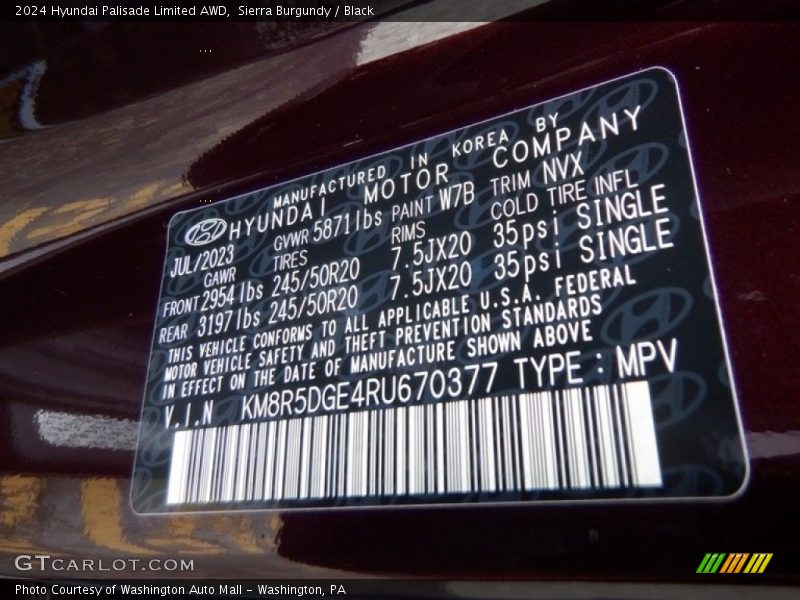 2024 Hyundai Palisade Limited AWD, Sierra Burgundy / Black
MANUFACTURED IN KOREA BY
HYUNDAI MOTOR COMPANY
JUL/2023 GVWR 5871lbs PAINT W7B TRIM NVX
GAWR TIRES RIMS COLD TIRE INFL
FRONT 2954 lbs 245/50R20 7.5JX20 35psi SINGLE
REAR 3197 lbs 245/50R20 7.5JX20 35psi SINGLE
THIS VEHICLE CONFORMS TO ALL APPLICABLE U.S.A. FEDERAL
MOTOR VEHICLE SAFETY AND THEFT PREVENTION STANDARDS
IN EFFECT ON THE DATE OF MANUFACTURE SHOWN ABOVE
V.I.N KM8R5DGE4RU670377 TYPE : MPV
GTCARLOT.COM
Photo Courtesy of Washington Auto Mall - Washington, PA